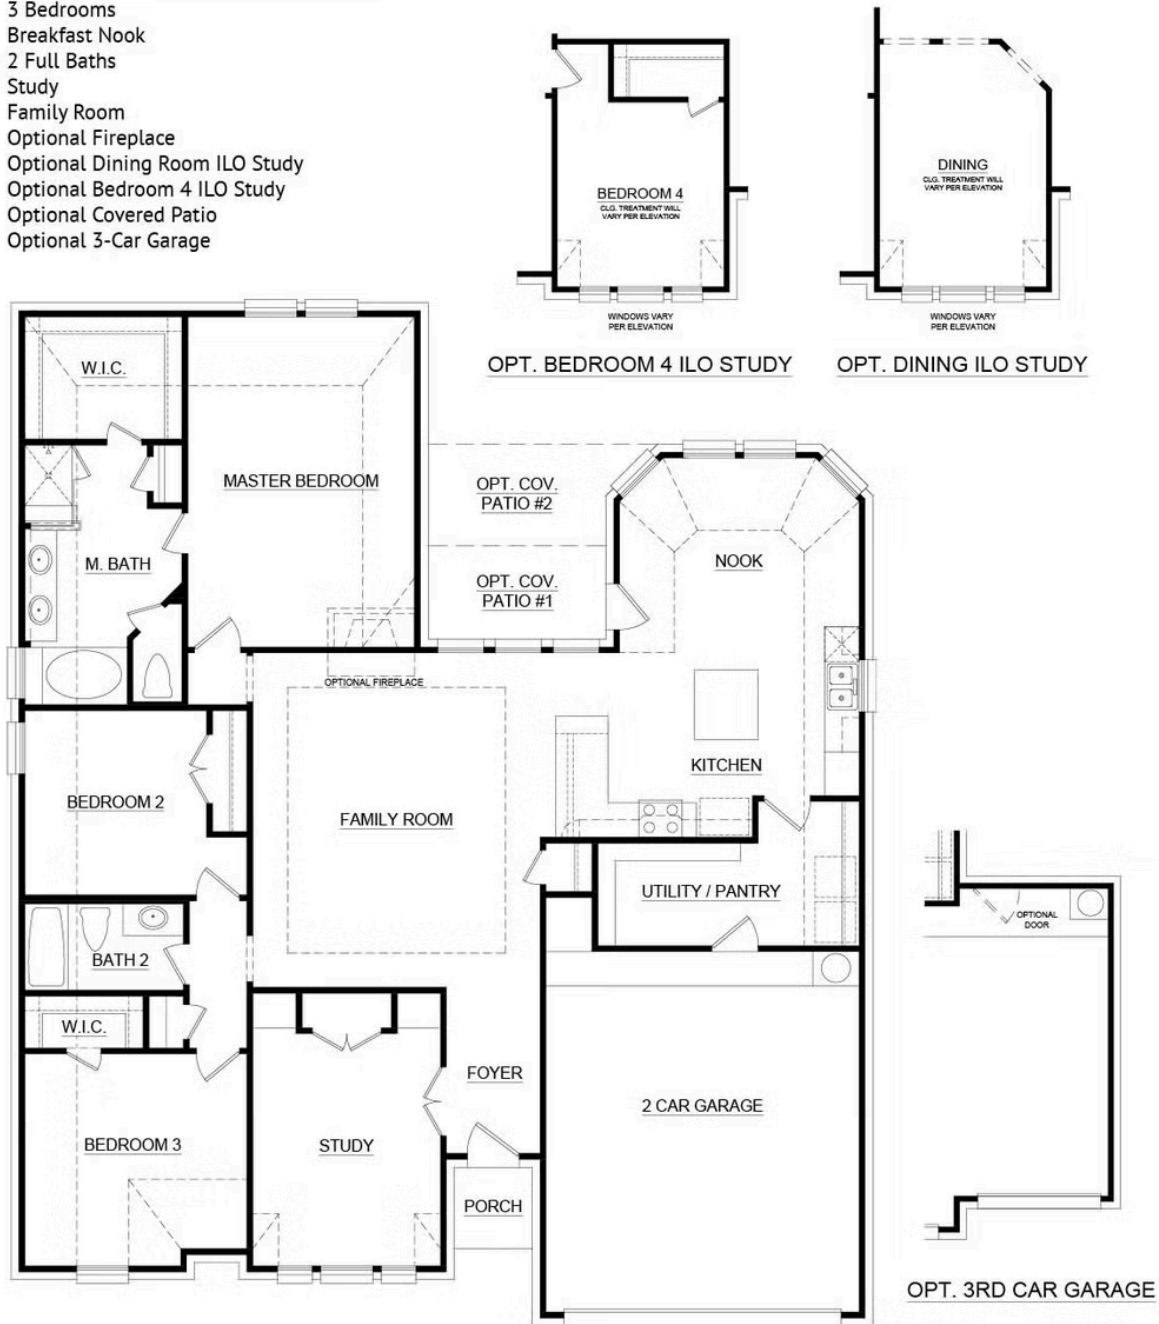 3 Bedrooms
Breakfast Nook
2 Full Baths
Study
Family Room
Optional Fireplace
Optional Dining Room ILO Study
Optional Bedroom 4 ILO Study
Optional Covered Patio
Optional 3-Car Garage
BEDROOM 4
CLG. TREATMENT WILL
VARY PER ELEVATION
WINDOWS VARY
PER ELEVATION
OPT. BEDROOM 4 ILO STUDY
DINING
CLG. TREATMENT WILL
VARY PER ELEVATION
WINDOWS VARY
PER ELEVATION
OPT. DINING ILO STUDY
W.I.C.
MASTER BEDROOM
OPT. COV.
PATIO #2
M. BATH
NOOK
OPT. COV.
PATIO #1
OPTIONAL FIREPLACE
KITCHEN
BEDROOM 2
FAMILY ROOM
UTILITY / PANTRY
BATH 2
W.I.C.
FOYER
2 CAR GARAGE
BEDROOM 3
STUDY
PORCH
OPTIONAL
DOOR
OPT. 3RD CAR GARAGE